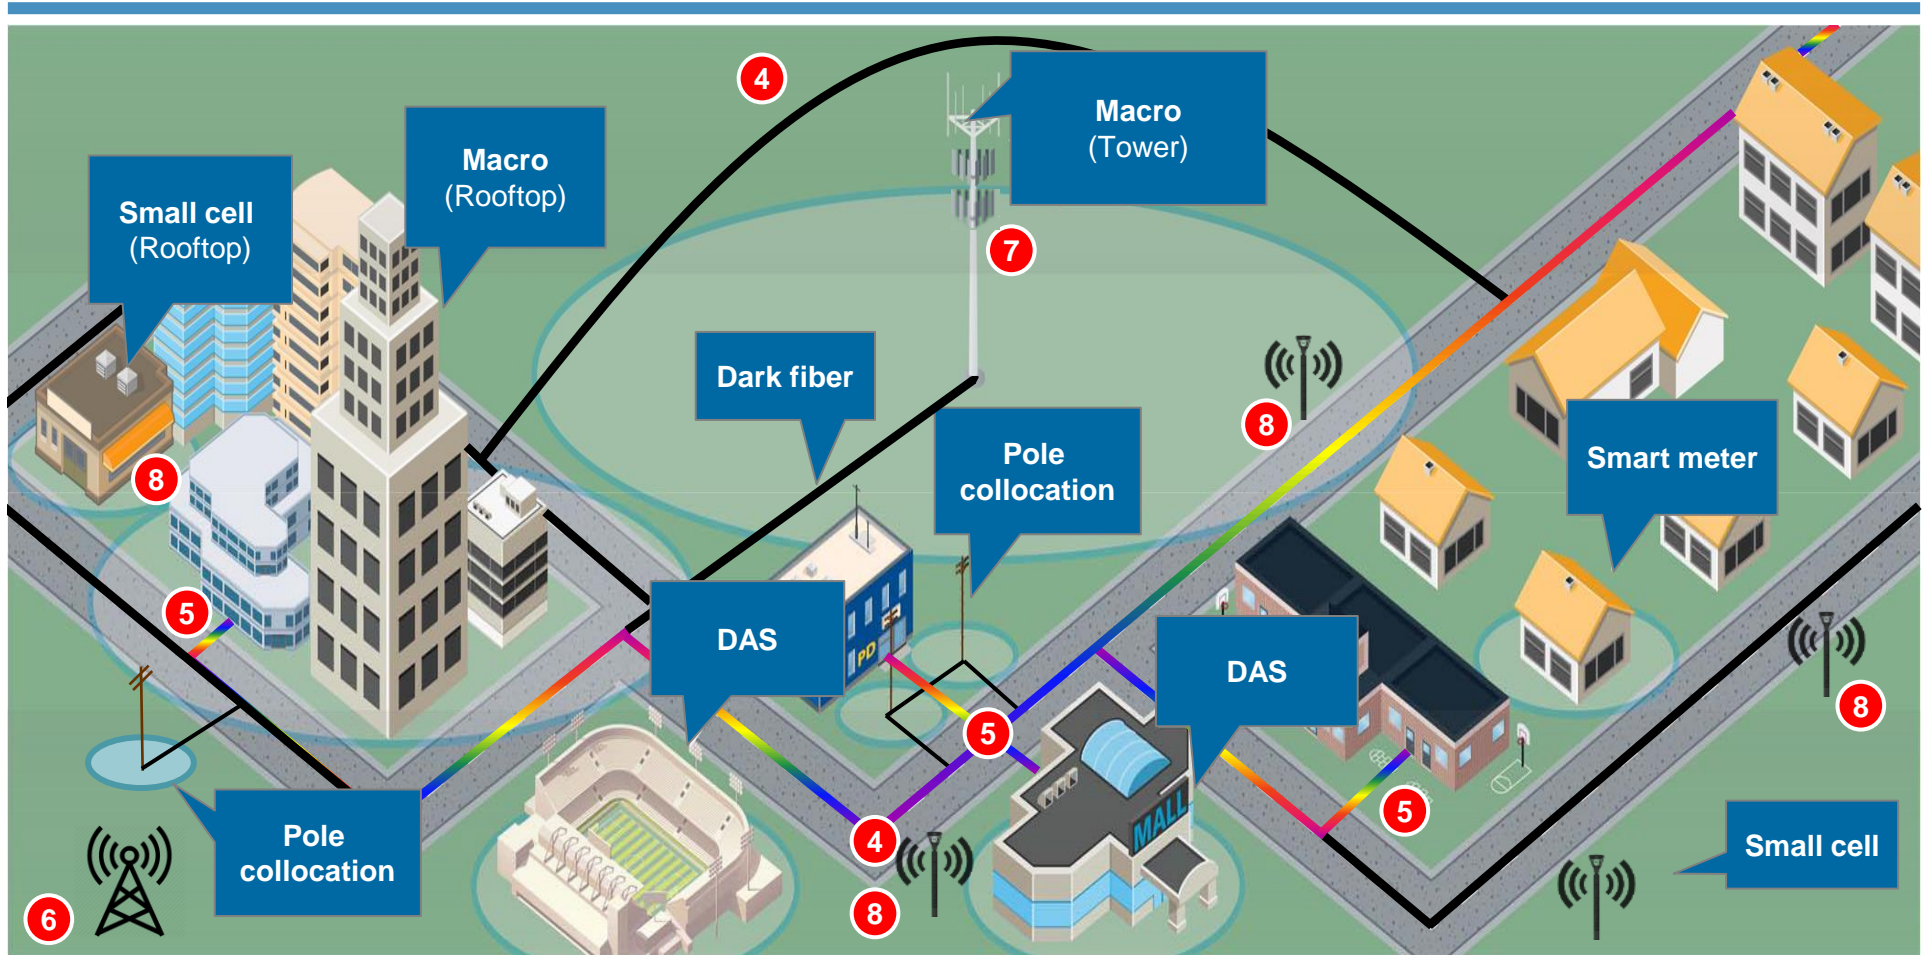 4
Macro
(Tower)
Macro
(Rooftop)
Small cell
(Rooftop)
7
Dark fiber
8
Pole
collocation
Smart meter
8
5
DAS
PD
DAS
5
8
5
MALL
4
Pole
collocation
Small cell
6
8